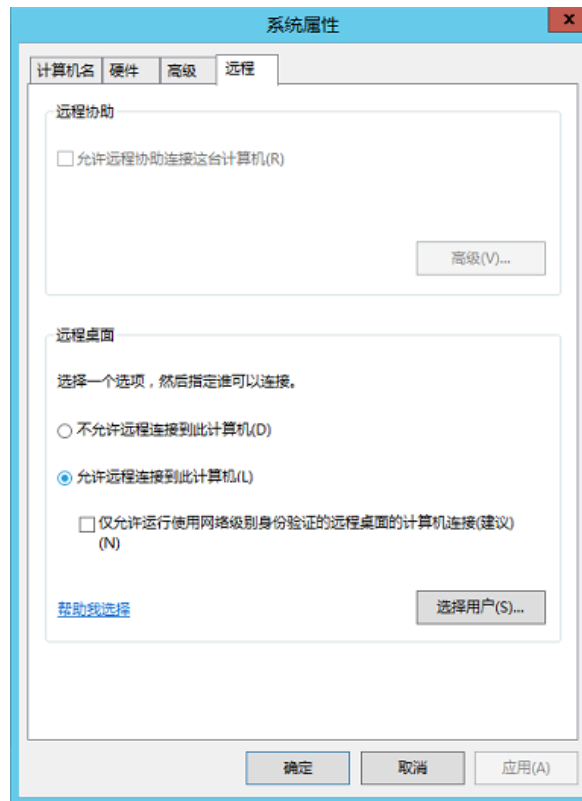 系统属性
x
计算机名 硬件 高级 远程
远程协助
允许远程协助连接这台计算机(R)
高级(V)...
远程桌面
选择一个选项，然后指定谁可以连接。
不允许远程连接到此计算机(D)
允许远程连接到此计算机(L)
仅允许运行使用网络级别身份验证的远程桌面的计算机连接(建议)
(N)
帮助我选择 选择用户(S)...
确定 取消 应用(A)